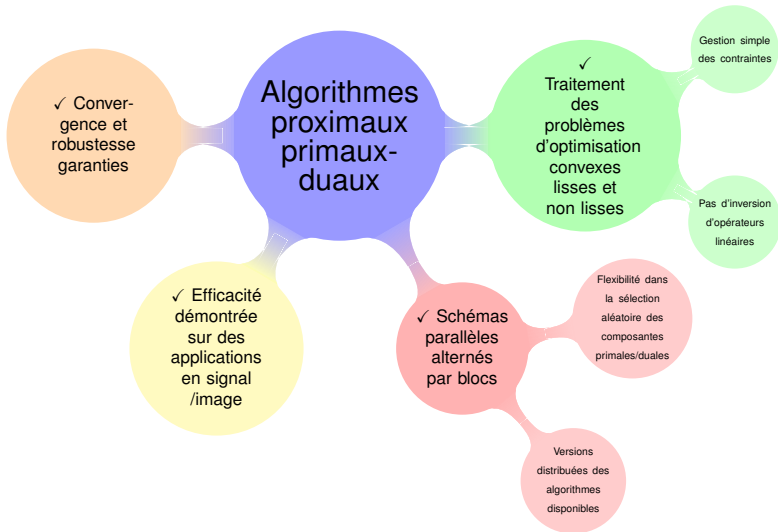 Algorithmes
proximaux
primaux-
duaux
✓ Conver-
gence et
robustesse
garanties
✓
Traitement
des
problèmes
d'optimisation
convexes
lisses et
non lisses
Gestion simple
des contraintes
Pas d'inversion
d'opérateurs
linéaires
✓ Efficacité
démontrée
sur des
applications
en signal
/image
✓ Schémas
parallèles
alternés
par blocs
Flexibilité dans
la sélection
aléatoire des
composantes
primales/duales
Versions
distribuées des
algorithmes
disponibles